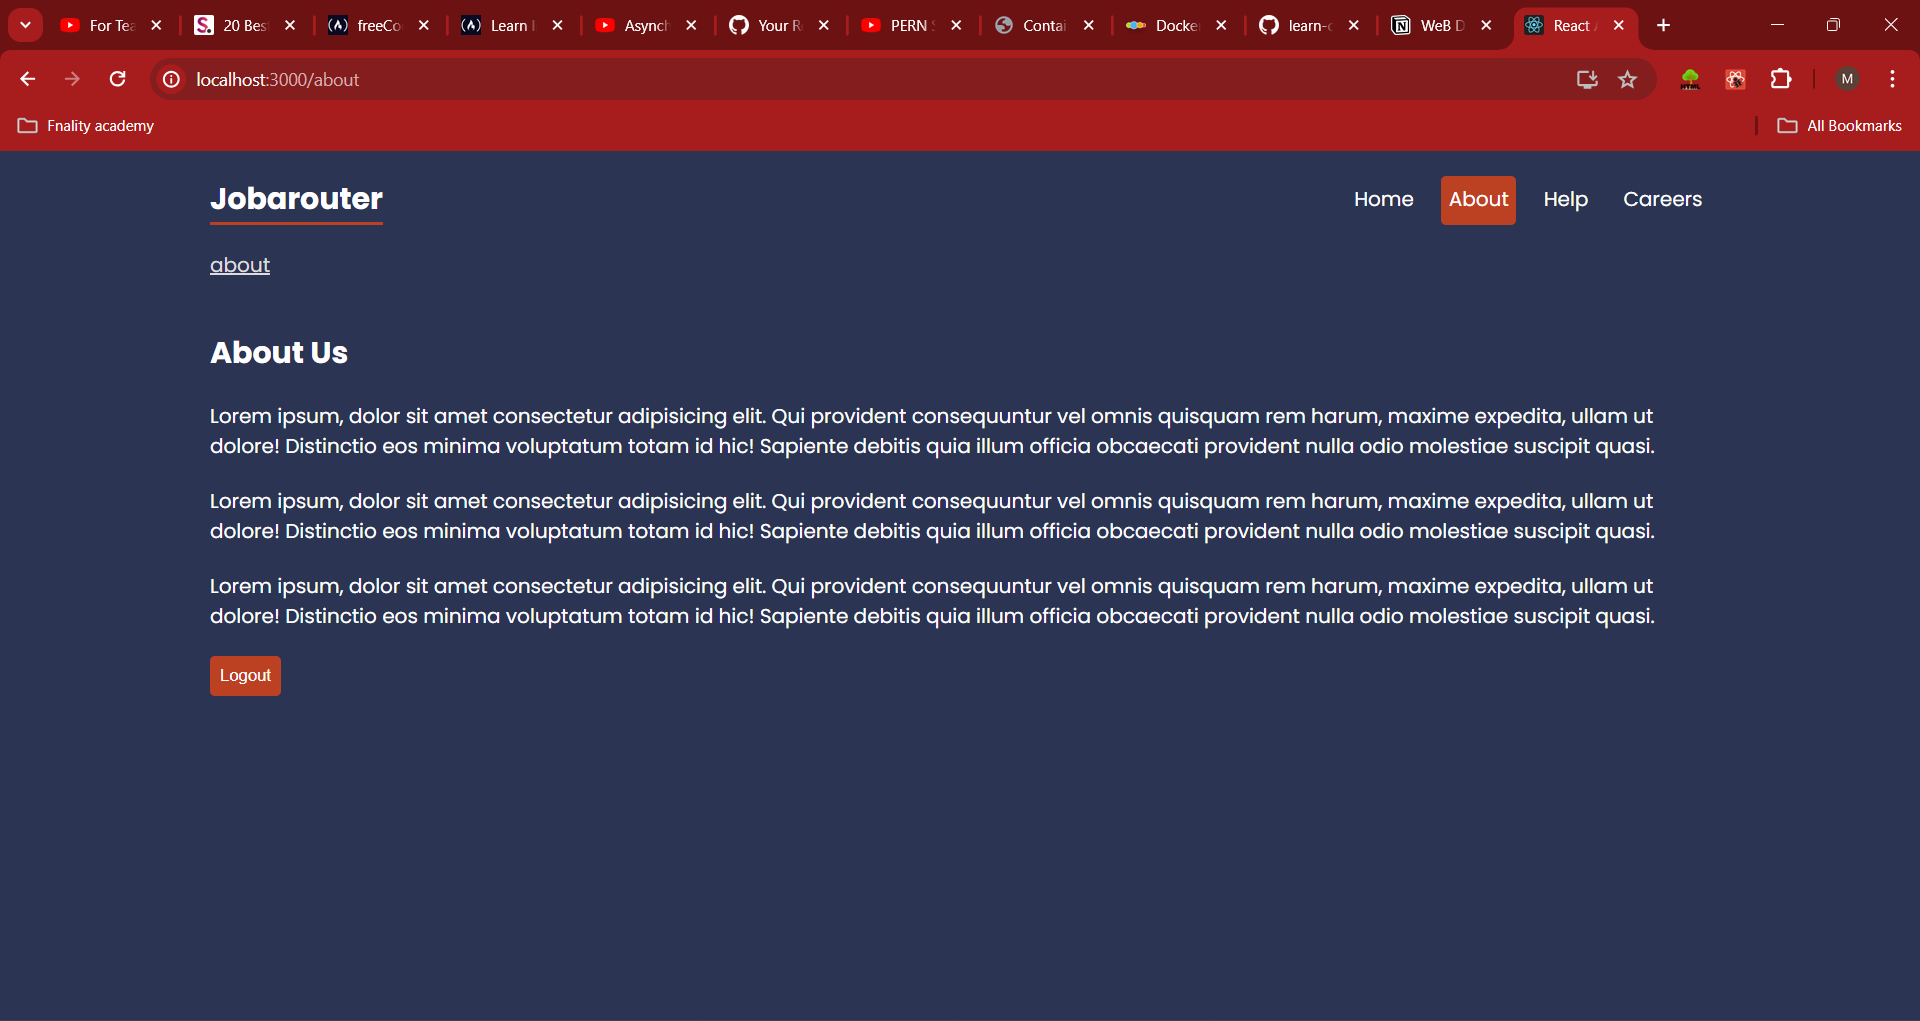 For Tea
20 Best
freeCo
Learn
Asynch
Your R
PERN
Contai
Docke
learn-c
WeB D
React
localhost:3000/about
M
Fnality academy
All Bookmarks
Jobarouter
Home
About
Help
Careers
about
About Us
Lorem ipsum, dolor sit amet consectetur adipisicing elit. Qui provident consequuntur vel omnis quisquam rem harum, maxime expedita, ullam ut
dolore! Distinctio eos minima voluptatum totam id hic! Sapiente debitis quia illum officia obcaecati provident nulla odio molestiae suscipit quasi.
Lorem ipsum, dolor sit amet consectetur adipisicing elit. Qui provident consequuntur vel omnis quisquam rem harum, maxime expedita, ullam ut
dolore! Distinctio eos minima voluptatum totam id hic! Sapiente debitis quia illum officia obcaecati provident nulla odio molestiae suscipit quasi.
Lorem ipsum, dolor sit amet consectetur adipisicing elit. Qui provident consequuntur vel omnis quisquam rem harum, maxime expedita, ullam ut
dolore! Distinctio eos minima voluptatum totam id hic! Sapiente debitis quia illum officia obcaecati provident nulla odio molestiae suscipit quasi.
Logout